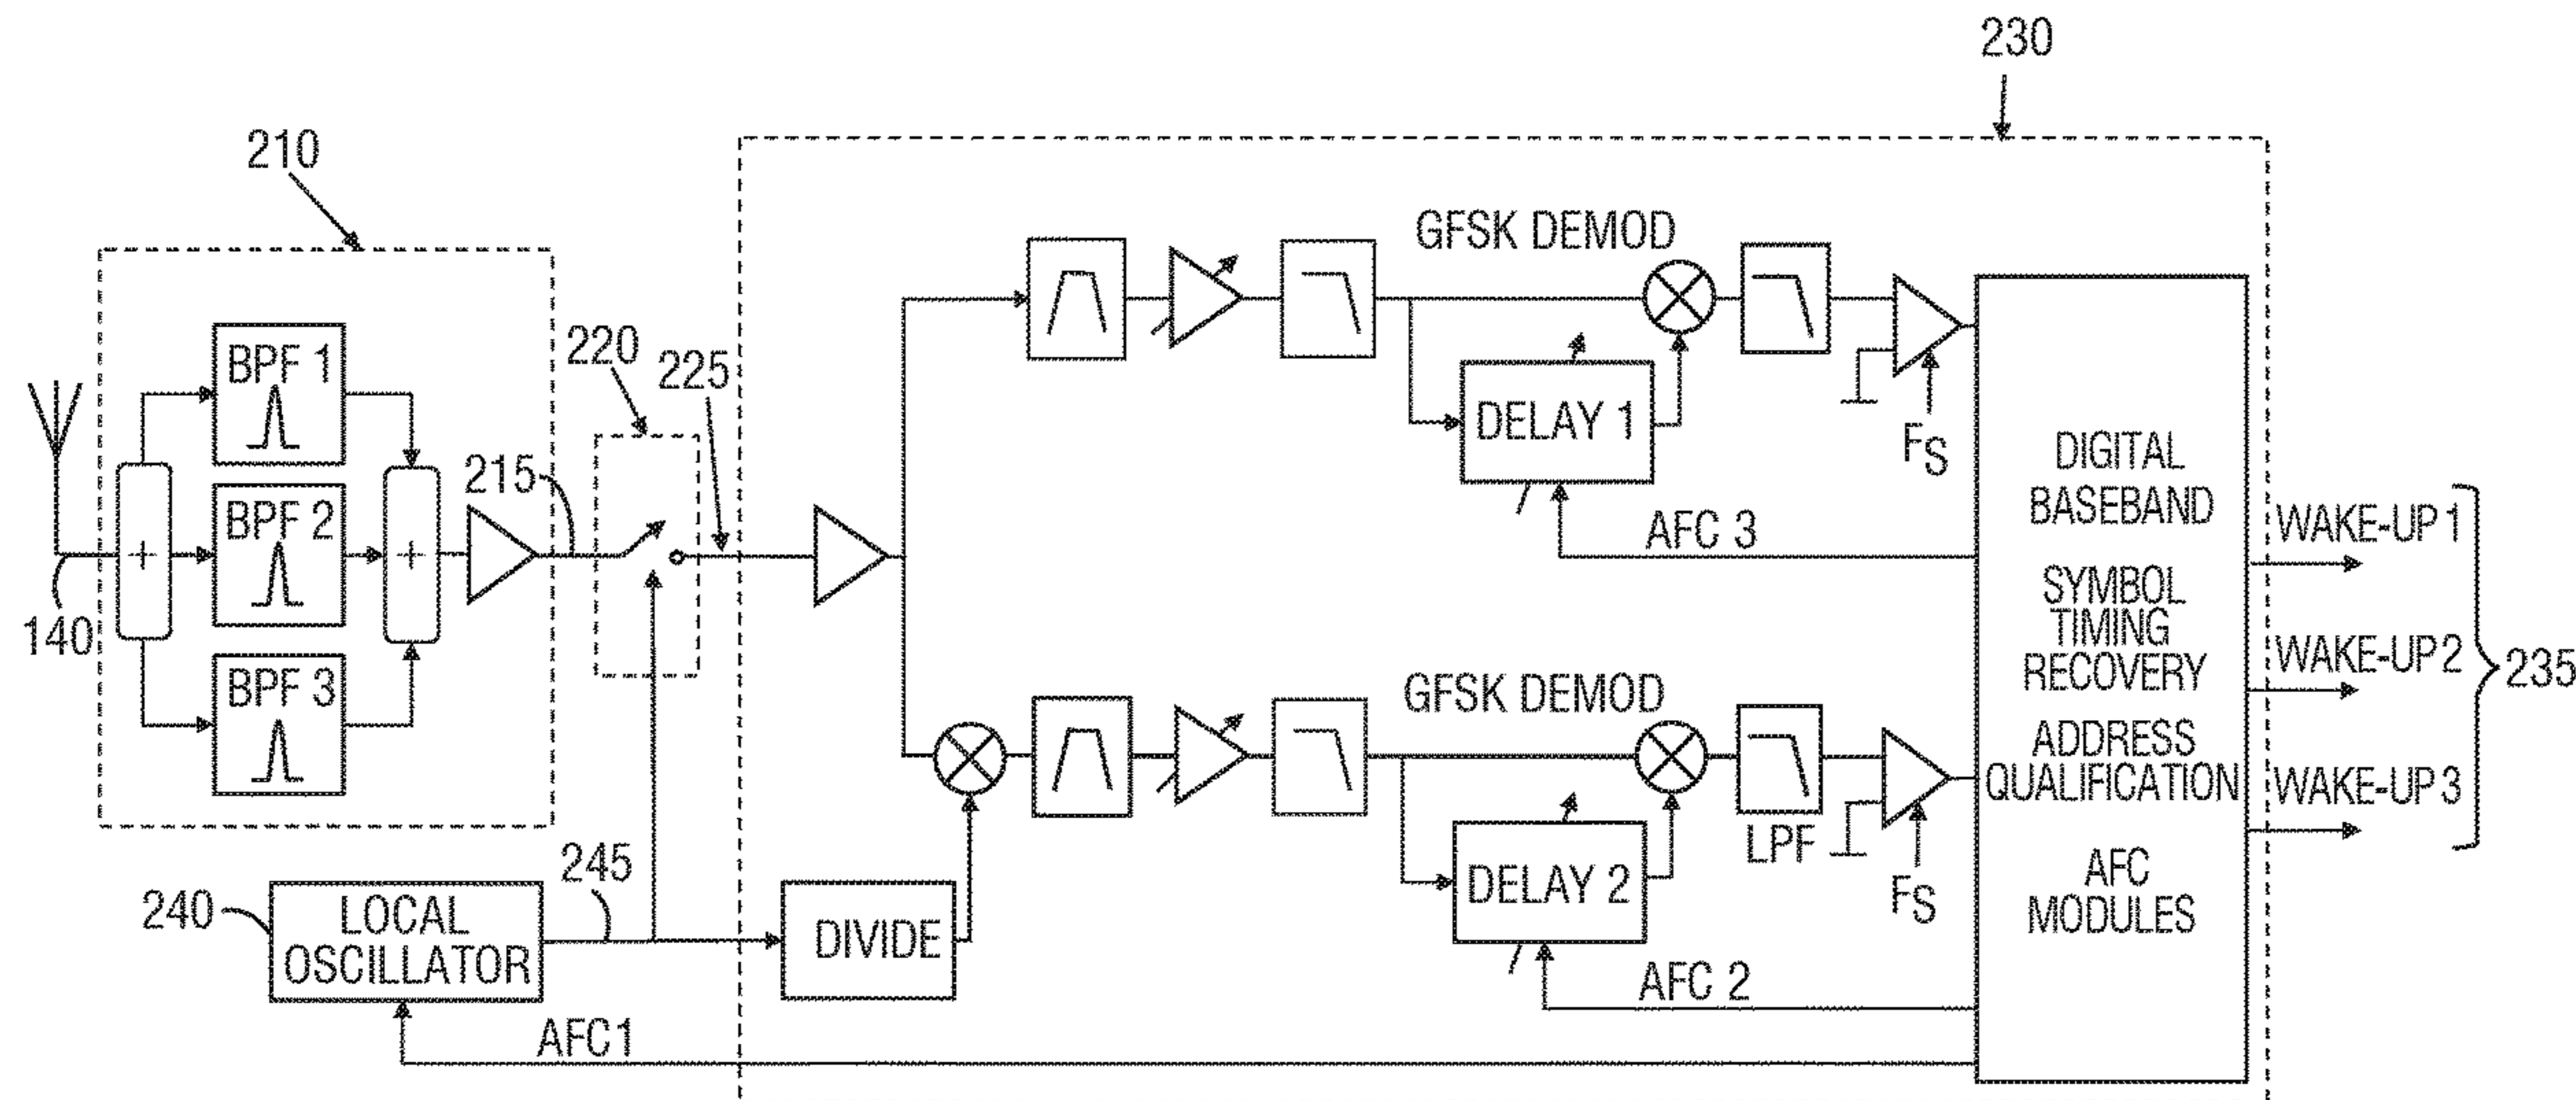 230
210
GFSK DEMOD
BPF 1
220
225
DELAY 1
FS
215
BPF 2
140
AFC 3
DIGITAL
BASEBAND
SYMBOL
TIMING
RECOVERY
ADDRESS
QUALIFICATION
AFC
MODULES
WAKE-UP 1
WAKE-UP 2
WAKE-UP 3
235
BPF 3
GFSK DEMOD
LPF
DELAY 2
FS
240
LOCAL
OSCILLATOR
245
DIVIDE
AFC 2
AFC1